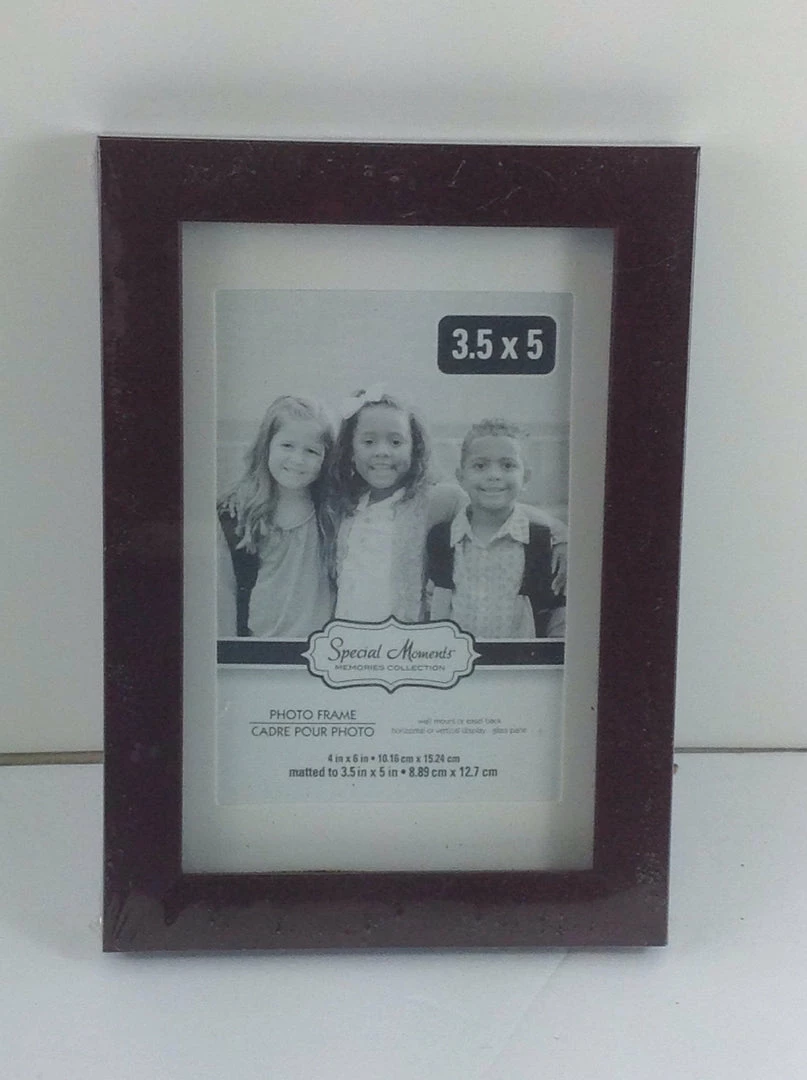 3.5 x 5
Special Moments
MEMORIES COLLECTION
PHOTO FRAME
CADRE POUR PHOTO
wall mount or easel back
horizontal or vertical display · glass pane
4 in x 6 in • 10.16 cm x 15.24 cm
matted to 3.5 in x 5 in • 8.89 cm x 12.7 cm